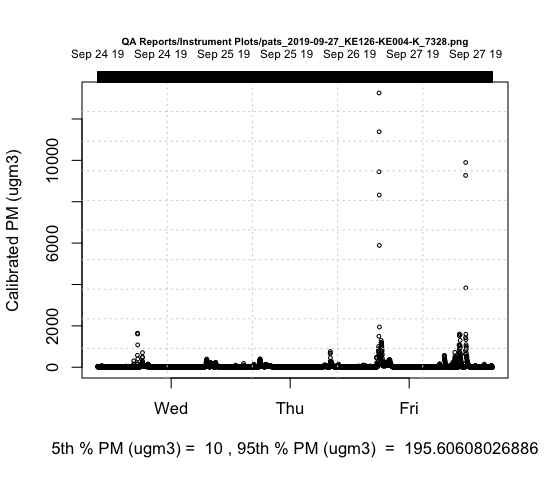 QA Reports/Instrument Plots/pats_2019-09-27_KE126-KE004-K_7328.png
Sep 24 19 Sep 24 19 Sep 25 19 Sep 25 19 Sep 26 19 Sep 27 19 Sep 27 19
Calibrated PM (ugm3)
10000
6000
2000
0
Wed Thu Fri
5th % PM (ugm3) = 10 , 95th % PM (ugm3) = 195.60608026886